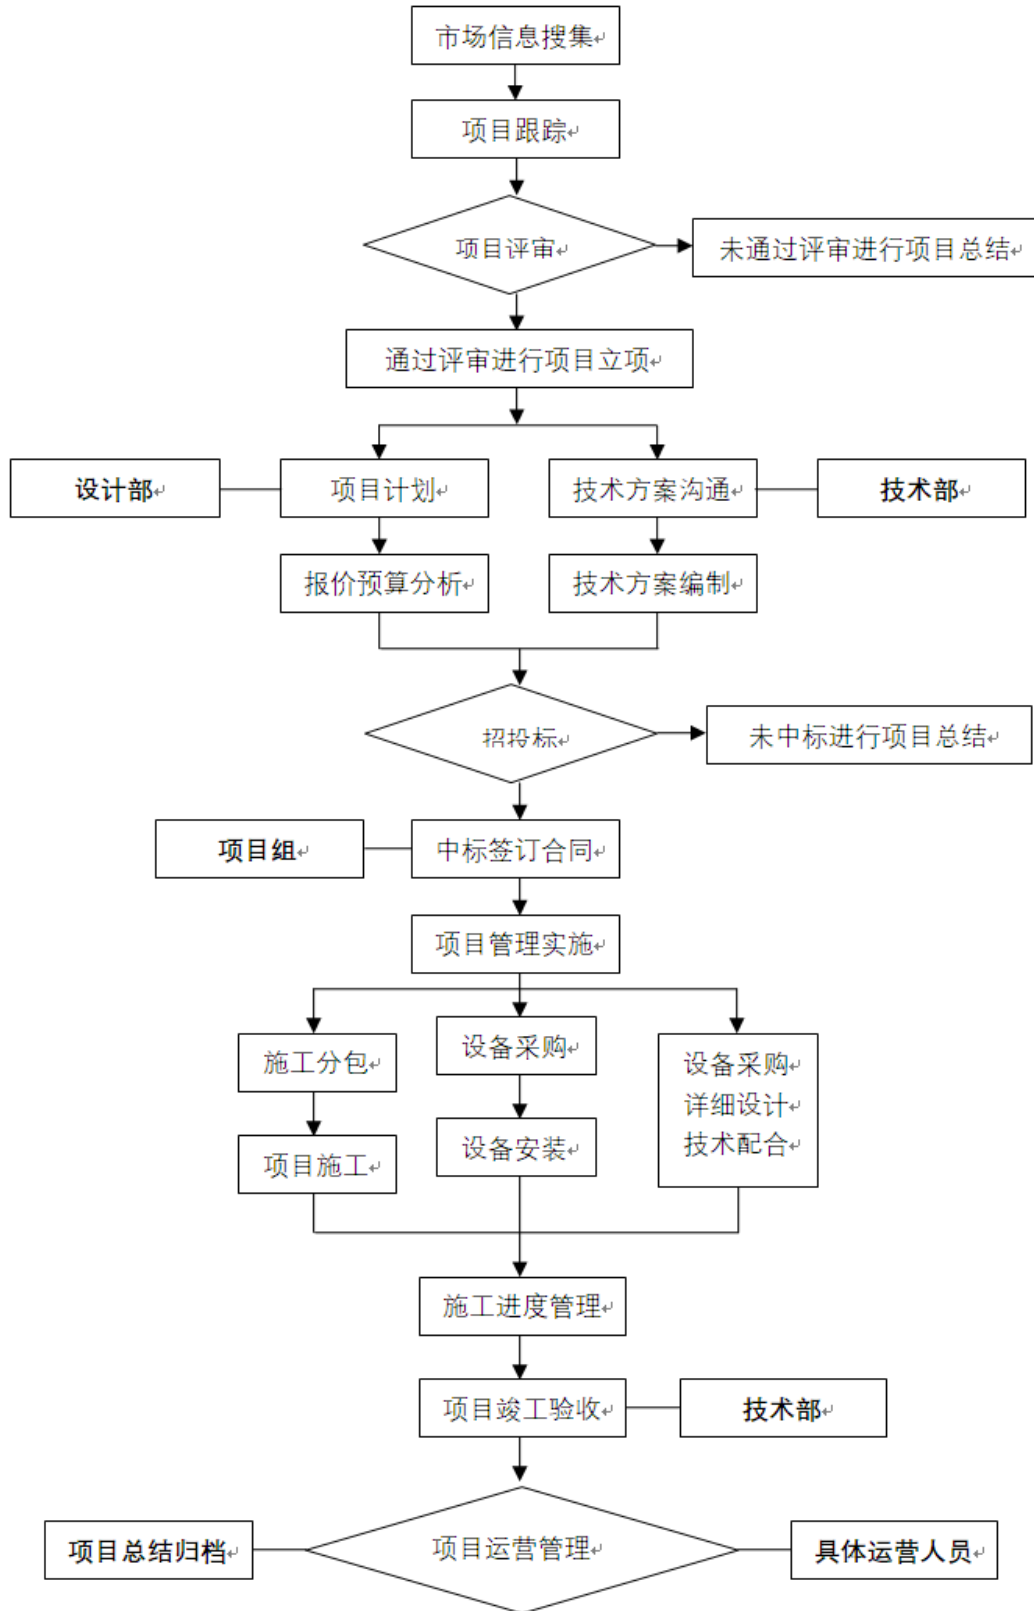 市场信息搜集
项目跟踪
项目评审
未通过评审进行项目总结
通过评审进行项目立项
设计部
项目计划
技术方案沟通
技术部
报价预算分析
技术方案编制
招投标
未中标进行项目总结
项目组
中标签订合同
项目管理实施
施工分包
设备采购
设备采购
详细设计
技术配合
项目施工
设备安装
施工进度管理
项目竣工验收
技术部
项目总结归档
项目运营管理
具体运营人员